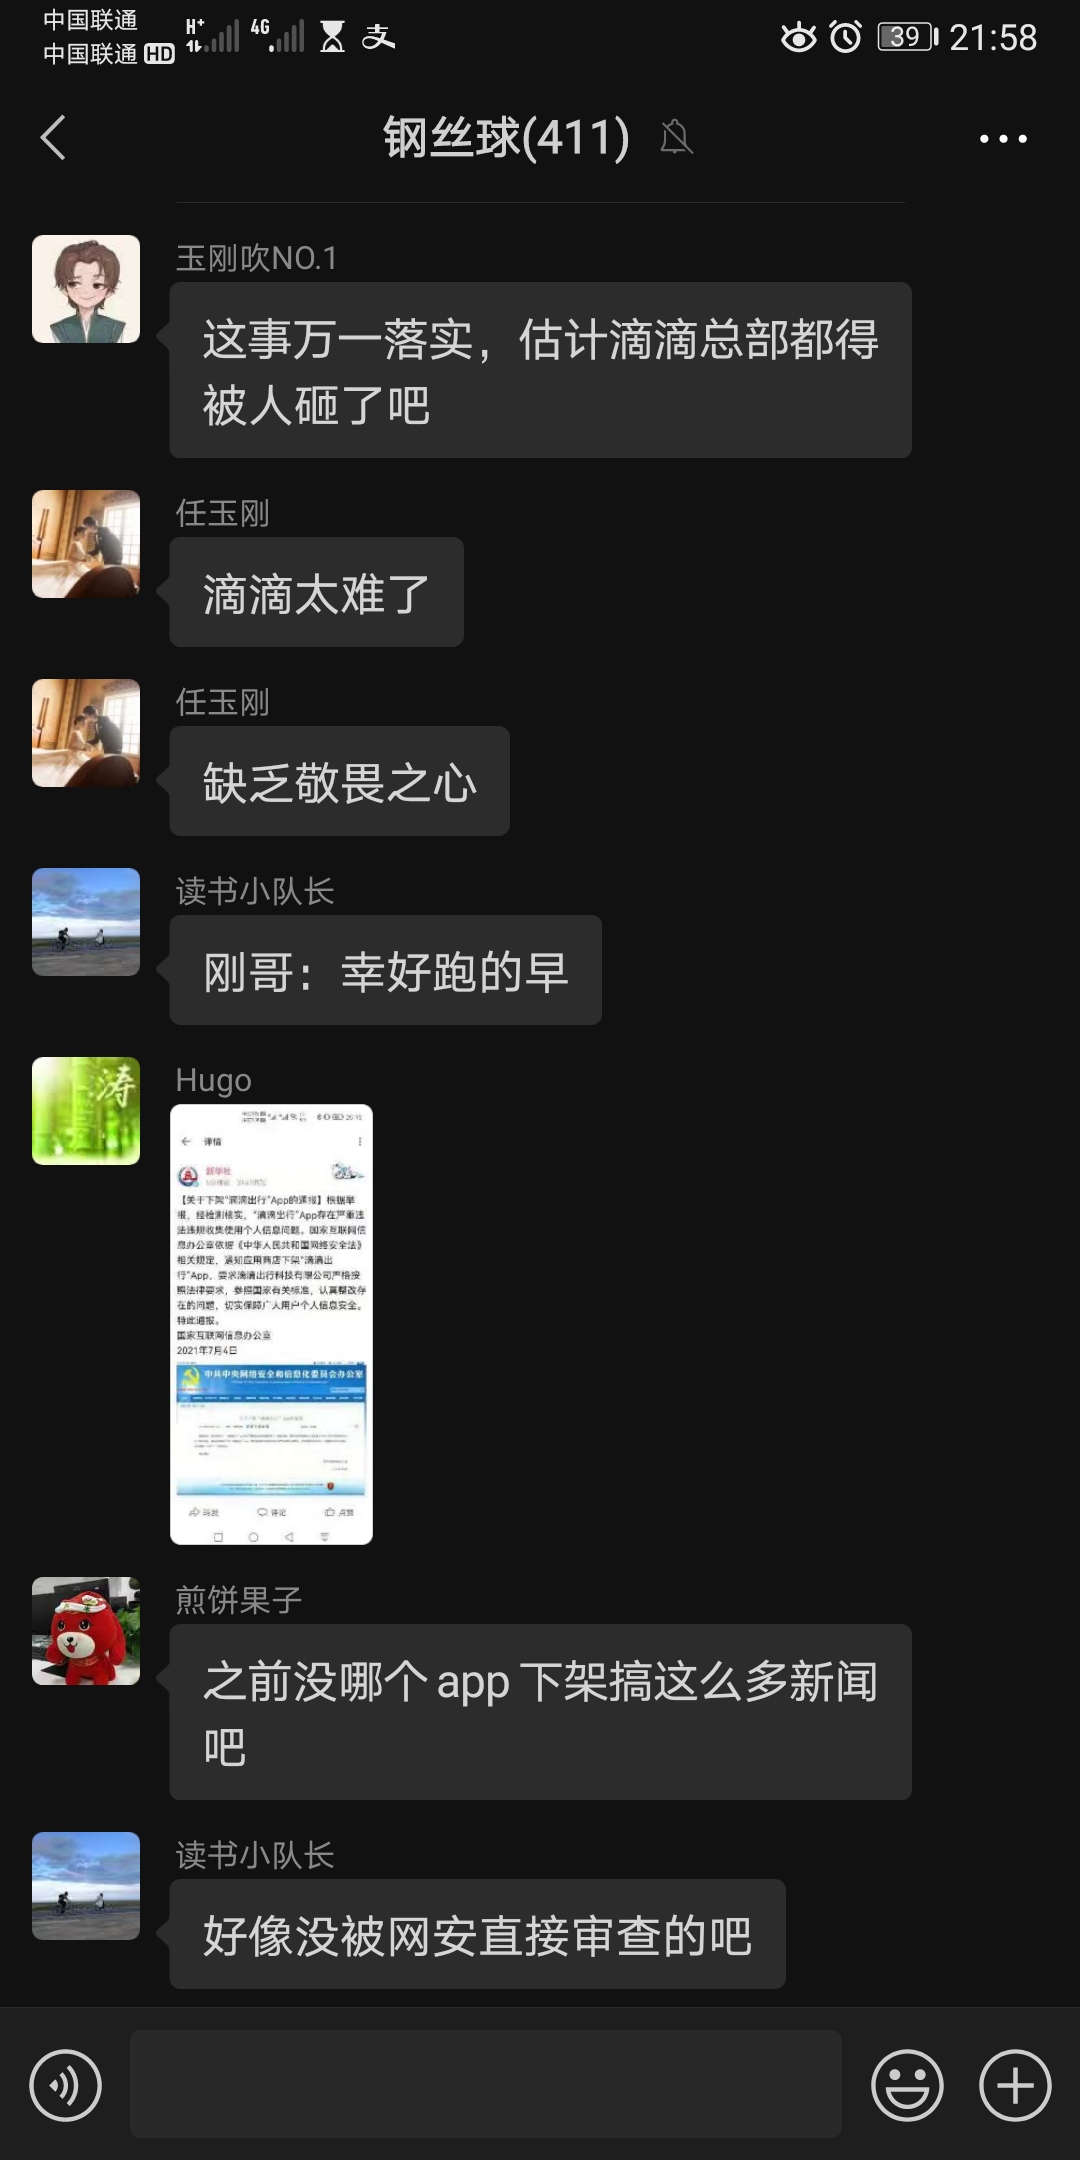 中国联通
中国联通 HD
H+
4G
支
39
21:58
钢丝球(411)
玉刚吹NO.1
这事万一落实，估计滴滴总部都得
被人砸了吧
任玉刚
滴滴太难了
任玉刚
缺乏敬畏之心
读书小队长
刚哥：幸好跑的早
涛
Hugo
详情
新华社
【关于下架“滴滴出行”App的通报】根据举
报，经检测核实，“滴滴出行”App存在严重违
法违规收集使用个人信息问题。国家互联网信
息办公室依据《中华人民共和国网络安全法》
相关规定，通知应用商店下架“滴滴出
行”App，要求滴滴出行科技有限公司严格按
照法律要求，参照国家有关标准，认真整改存
在的问题，切实保障广大用户个人信息安全。
特此通报。
国家互联网信息办公室
2021年7月4日
中共中央网络安全和信息化委员会办公室
转发
评论
点赞
煎饼果子
之前没哪个app下架搞这么多新闻
吧
读书小队长
好像没被网安直接审查的吧